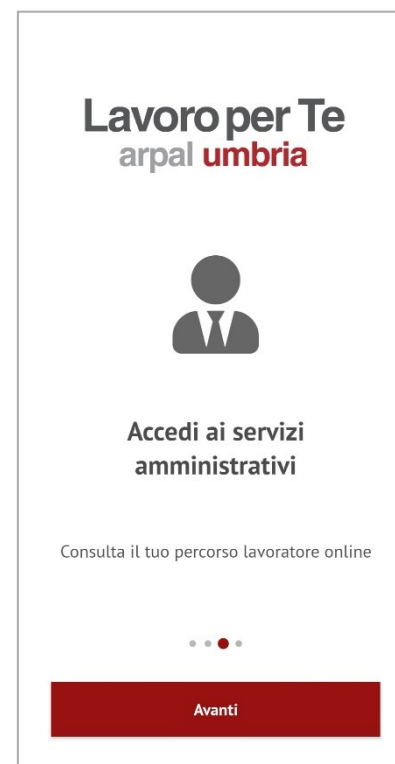 Lavoro per Te
arpal umbria
Accedi ai servizi
amministrativi
Consulta il tuo percorso lavoratore online
Avanti